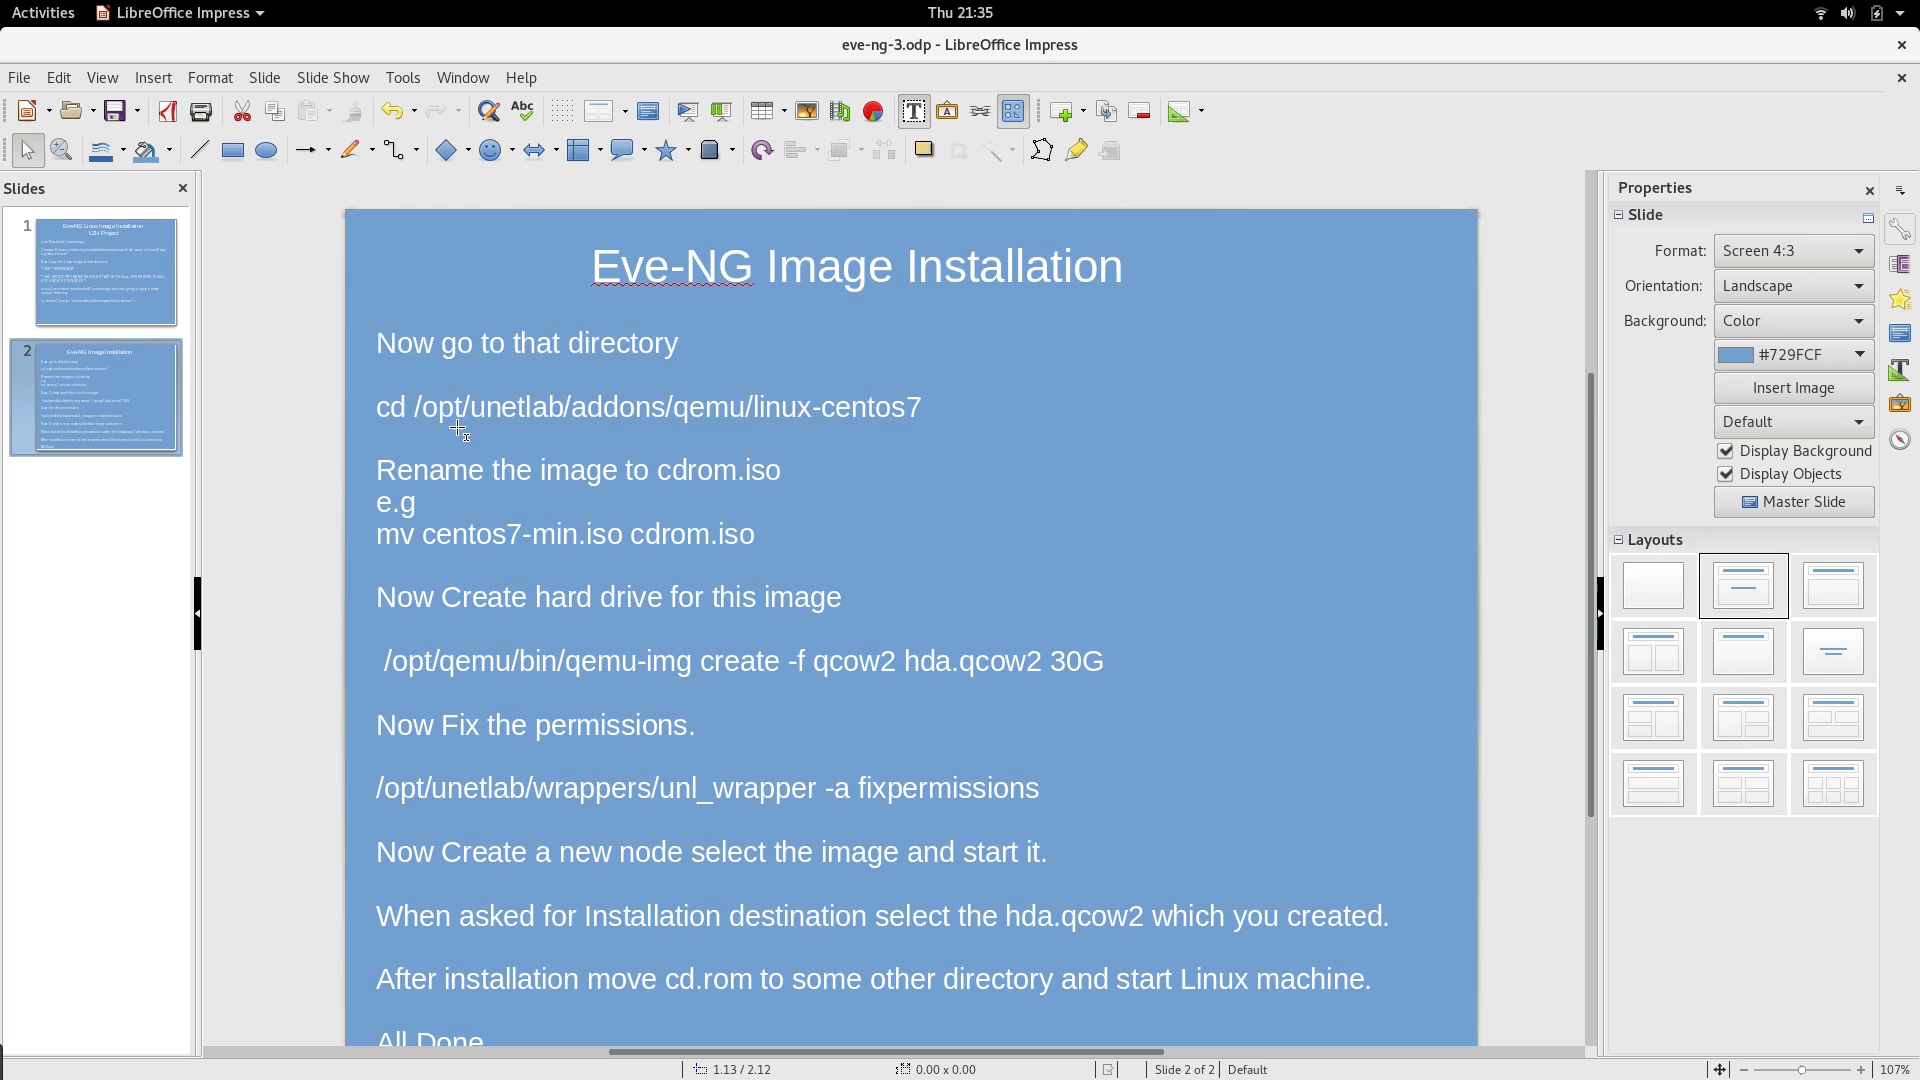 Activities LibreOffice Impress Thu 21:35
eve-ng-3.odp - LibreOffice Impress
File Edit View Insert Format Slide Slide Show Tools Window Help
Abc
Slides
1
2
Eve-NG Image Installation
Now go to that directory
cd /opt/unetlab/addons/qemu/linux-centos7
Rename the image to cdrom.iso
e.g
mv centos7-min.iso cdrom.iso
Now Create hard drive for this image
/opt/qemu/bin/qemu-img create -f qcow2 hda.qcow2 30G
Now Fix the permissions.
/opt/unetlab/wrappers/unl_wrapper -a fixpermissions
Now Create a new node select the image and start it.
When asked for Installation destination select the hda.qcow2 which you created.
After installation move cd.rom to some other directory and start Linux machine.
All Done
Properties
Slide
Format: Screen 4:3
Orientation: Landscape
Background: Color
#729FCF
Insert Image
Default
Display Background
Display Objects
Master Slide
Layouts
1.13 / 2.12 0.00 x 0.00 Slide 2 of 2 Default 107%